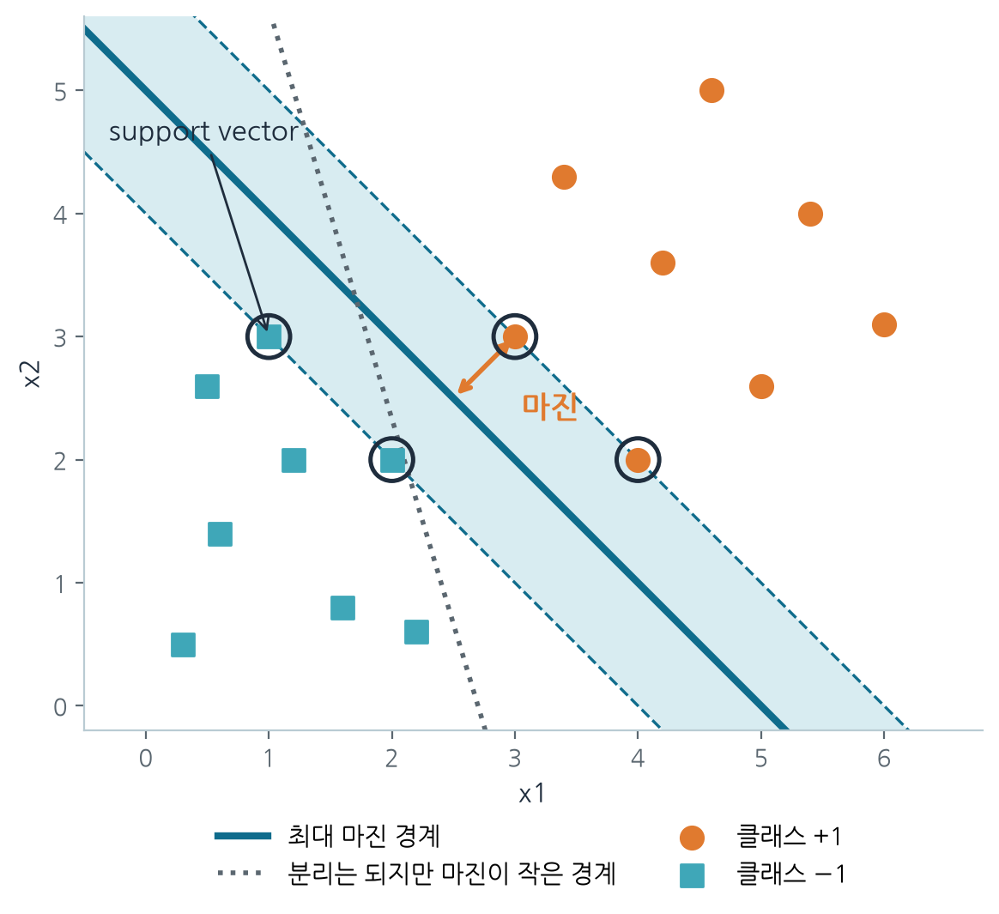 5
support vector
4
3
마진
2
1
0
x2
0 1 2 3 4 5 6
x1
최대 마진 경계
분리는 되지만 마진이 작은 경계
클래스 +1
클래스 −1